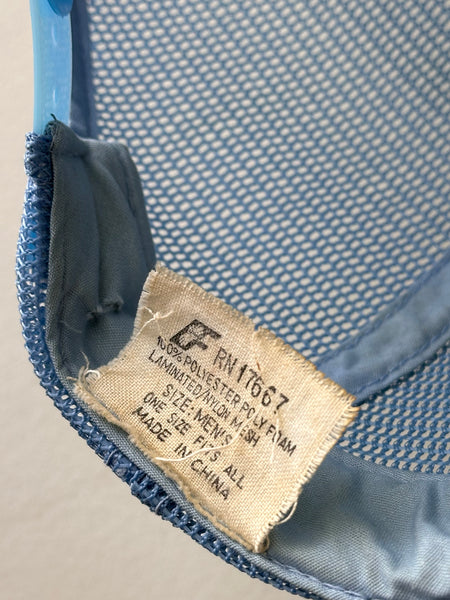 RN 17667
100% POLYESTER POLY FOAM
LAMINATED/NYLON MESH
SIZE: MEN'S
ONE SIZE FITS ALL
MADE IN CHINA